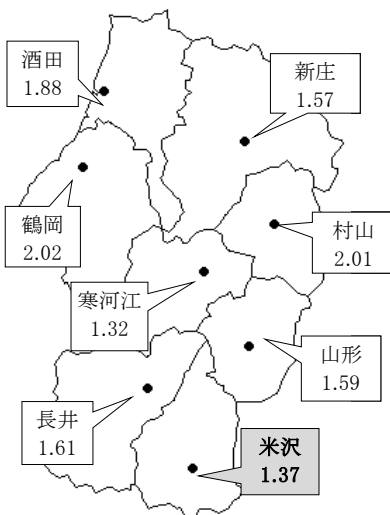 酒田
1.88
新庄
1.57
鶴岡
2.02
村山
2.01
寒河江
1.32
山形
1.59
長井
1.61
米沢
1.37